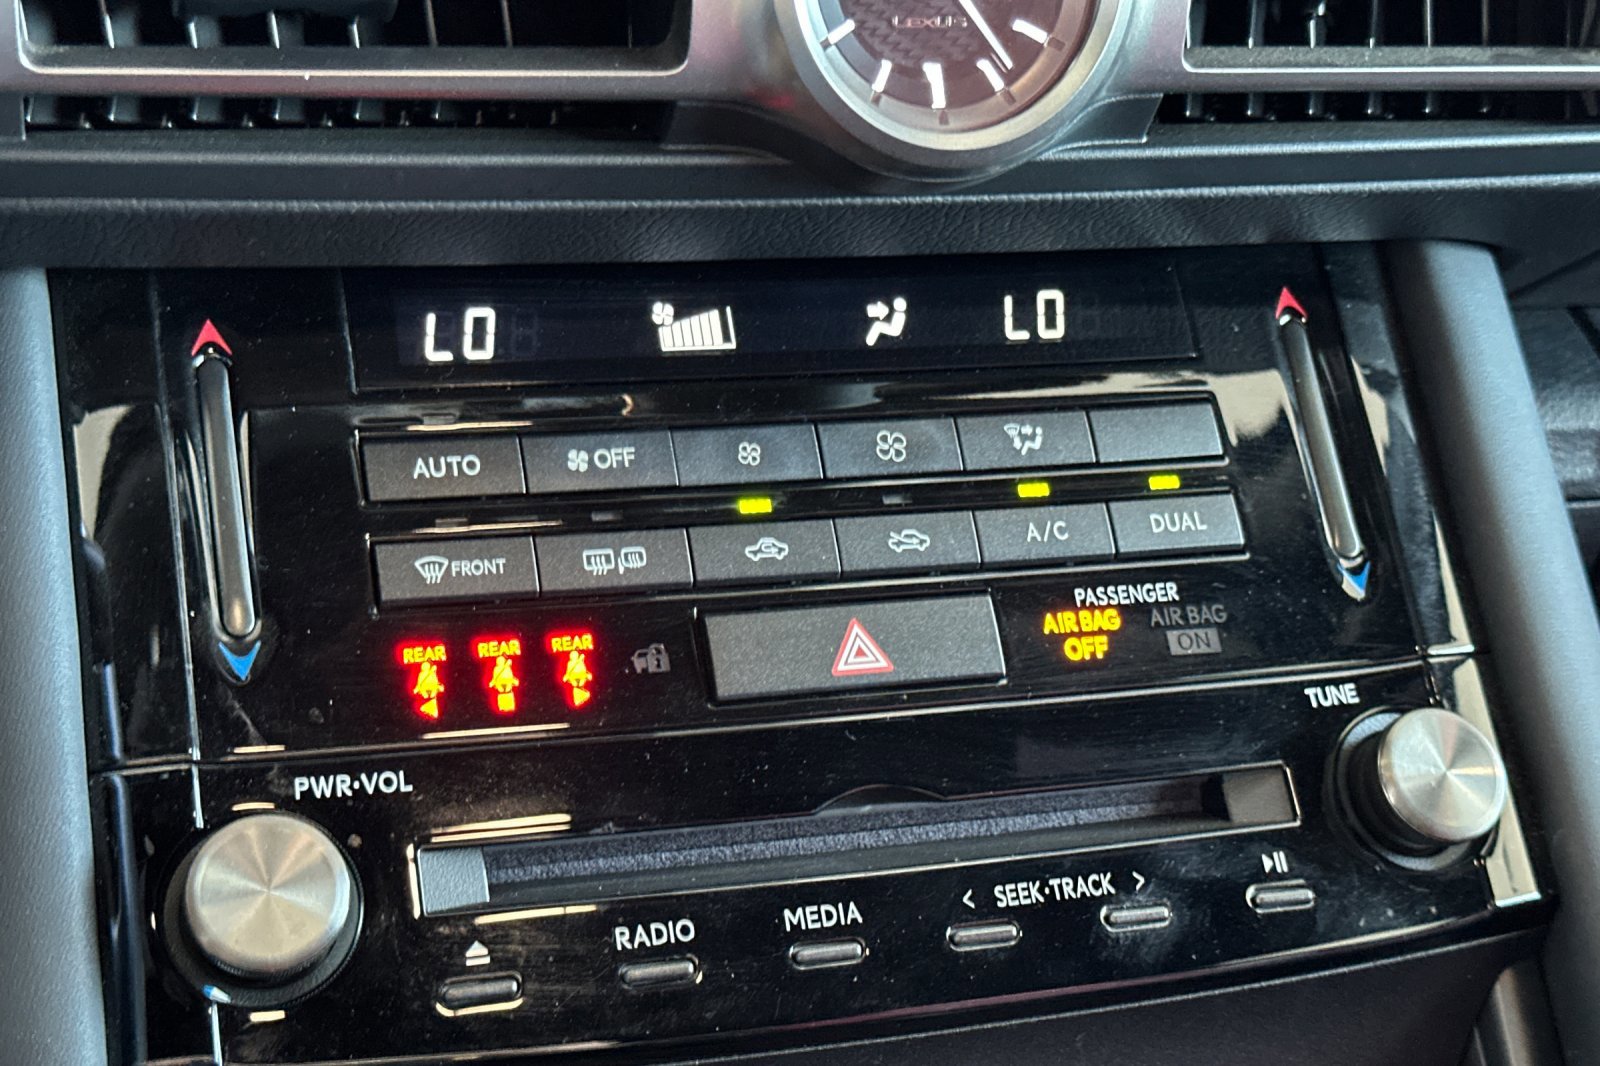 LEXUS
LO LO
AUTO OFF
FRONT A/C DUAL
PASSENGER
REAR REAR REAR AIR BAG OFF AIR BAG ON
TUNE
PWR·VOL
RADIO MEDIA < SEEK·TRACK >